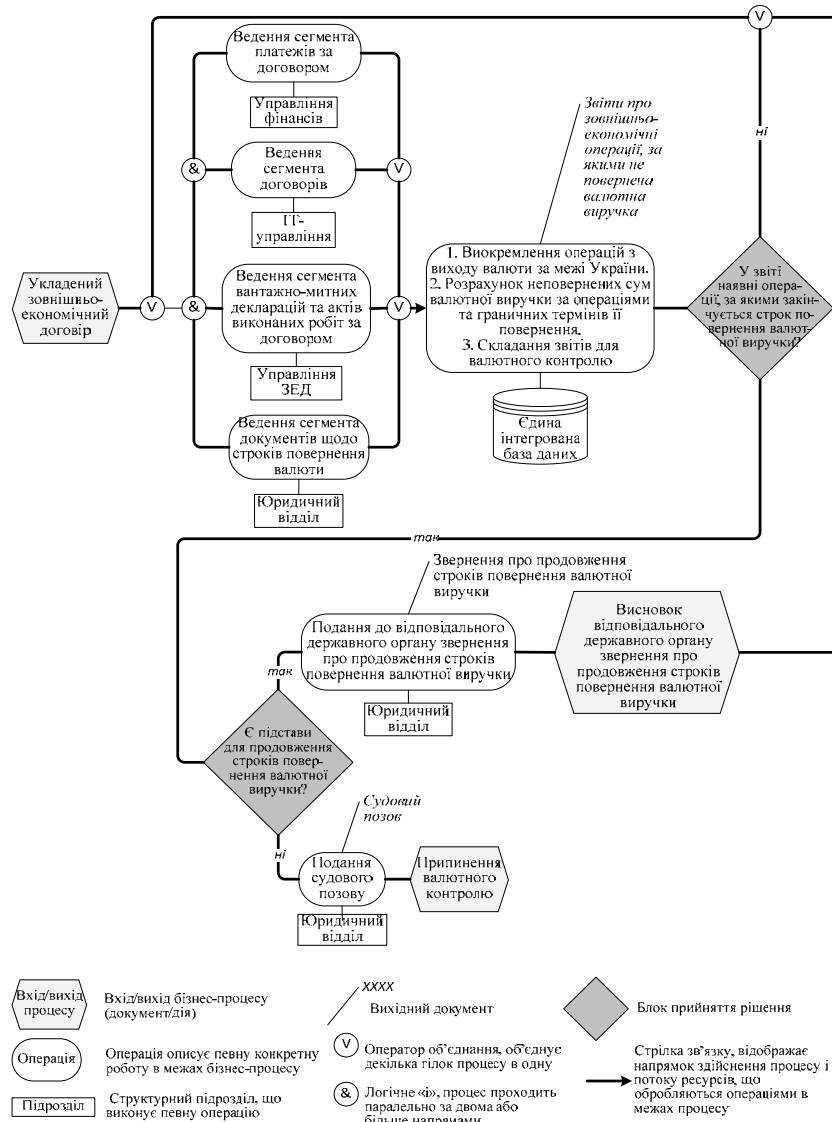 V
Ведення сегмента
платежів за
договором
Управління
фінансів
&
Ведення
сегмента
договорів
V
ІТ-
управління
Звіти про
зовнішньо-
економічні
операції, за
якими не
повернена
валютна
виручка
ні
Укладений
зовнішньо-
економічний
договір
V
&
Ведення сегмента
вантажно-митних
декларацій та актів
виконаних робіт за
договором
V
Управління
ЗЕД
1. Виокремлення операцій з
виходу валюти за межі України.
2. Розрахунок неповернених сум
валютної виручки за операціями
та граничних термінів її
повернення.
3. Складання звітів для
валютного контролю
Єдина
інтегрована
база даних
У звіті
наявні опера-
ції, за якими закін-
чується строк по-
вернення валют-
ної виручки?
Ведення сегмента
документів щодо
строків повернення
валюти
Юридичний
відділ
так
Звернення про продовження
строків повернення валютної
виручки
Подання до відповідального
державного органу звернення
про продовження строків
повернення валютної виручки
Юридичний
відділ
Висновок
відповідального
державного органу
звернення про
продовження строків
повернення валютної
виручки
так
Є підстави
для продовження
строків повер-
нення валютної
виручки?
ні
Судовий
позов
Подання
судового
позову
Юридичний
відділ
Припинення
валютного
контролю
Вхід/вихід
процесу
Вхід/вихід бізнес-процесу
(документ/дія)
Операція
Операція описує певну конкретну
роботу в межах бізнес-процесу
Підрозділ
Структурний підрозділ, що
виконує певну операцію
XXXX
Вихідний документ
V
Оператор об’єднання, об’єднує
декілька гілок процесу в одну
&
Логічне «і», процес проходить
паралельно за двома або
більше напрямами
Блок прийняття рішення
Стрілка зв’язку, відображає
напрямок здійснення процесу і
потоку ресурсів, що
обробляються операціями в
межах процесу